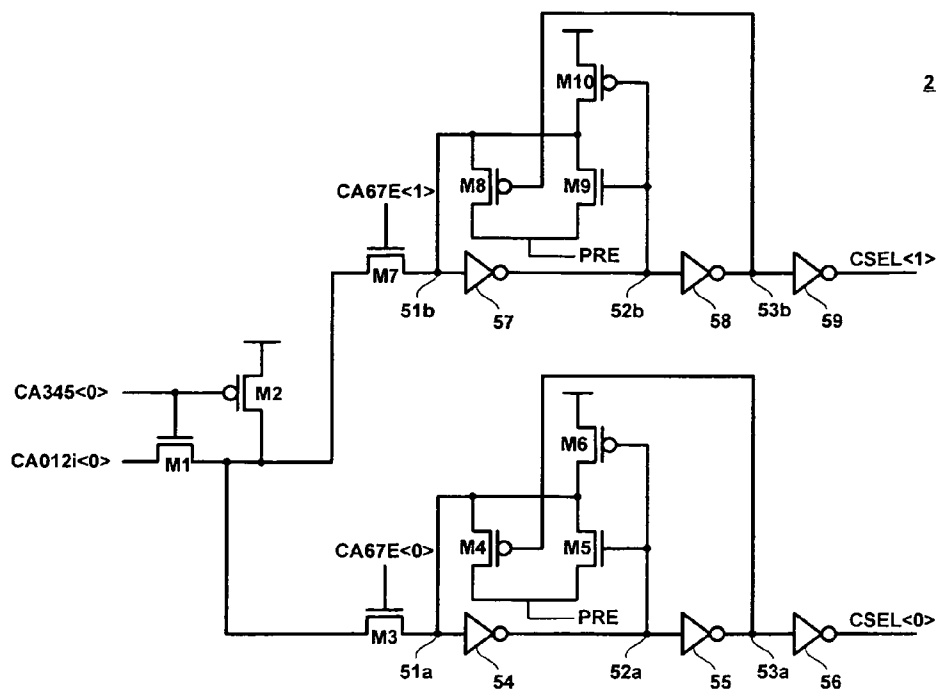 2
M10
M8
M9
CA67E<1>
PRE
CSEL<1>
M7
51b
57
52b
58
53b
59
CA345<0>
M2
CA012i<0>
M1
M6
M4
M5
CA67E<0>
PRE
CSEL<0>
M3
51a
54
52a
55
53a
56